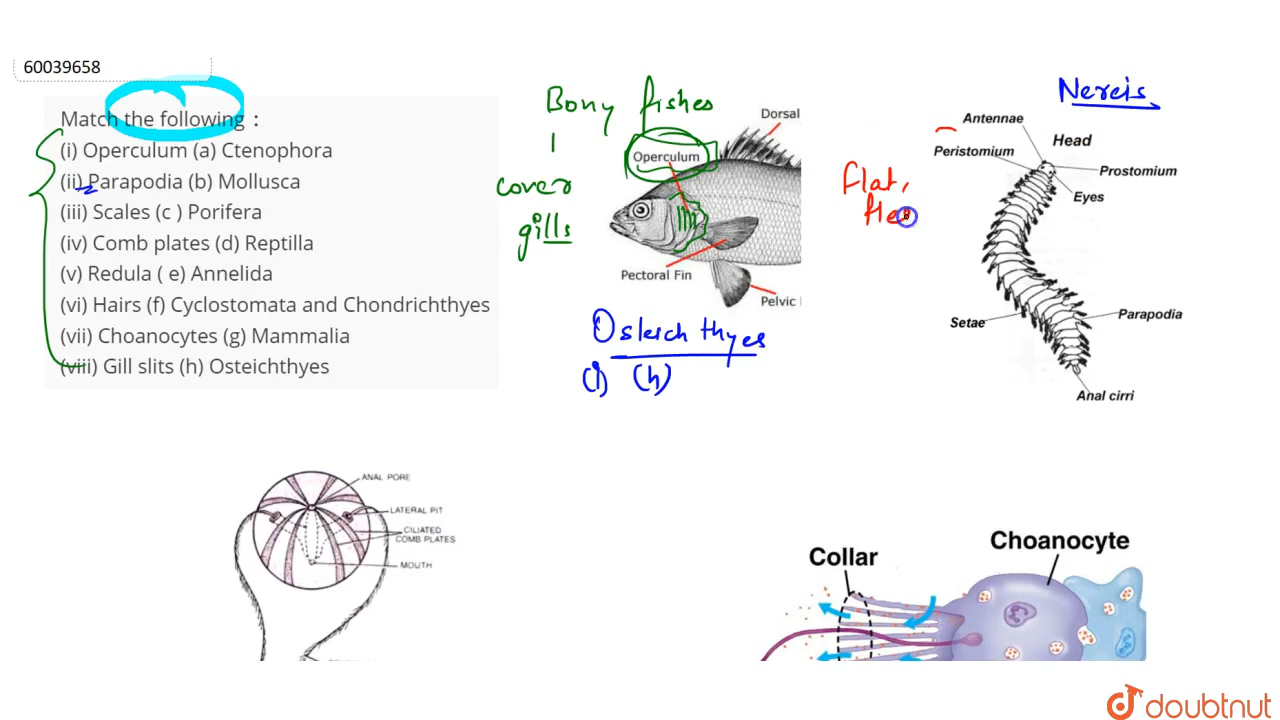 60039658
Match the following :
(i) Operculum (a) Ctenophora
(ii) Parapodia (b) Mollusca
(iii) Scales (c ) Porifera
(iv) Comb plates (d) Reptilla
(v) Redula ( e) Annelida
(vi) Hairs (f) Cyclostomata and Chondrichthyes
(vii) Choanocytes (g) Mammalia
(viii) Gill slits (h) Osteichthyes
Bony fishes
cover
gills
Dorsal
Operculum
Pectoral Fin
Pelvic
Osteichthyes
(i) (h)
Flat,
Nereis
Antennae
Peristomium
Head
Prostomium
Eyes
Setae
Parapodia
Anal cirri
ANAL PORE
LATERAL PIT
CILIATED
COMB PLATES
MOUTH
Collar
Choanocyte
doubtnut